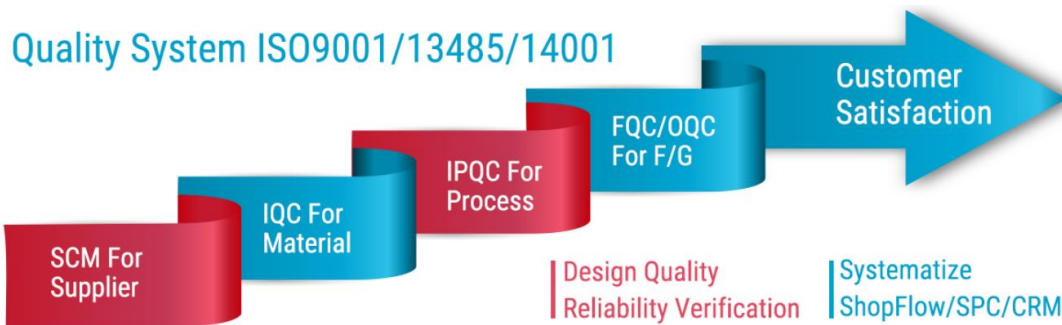 Quality System ISO9001/13485/14001
SCM For
Supplier
IQC For
Material
IPQC For
Process
FQC/OQC
For F/G
Customer
Satisfaction
Design Quality
Reliability Verification
Systematize
ShopFlow/SPC/CRM